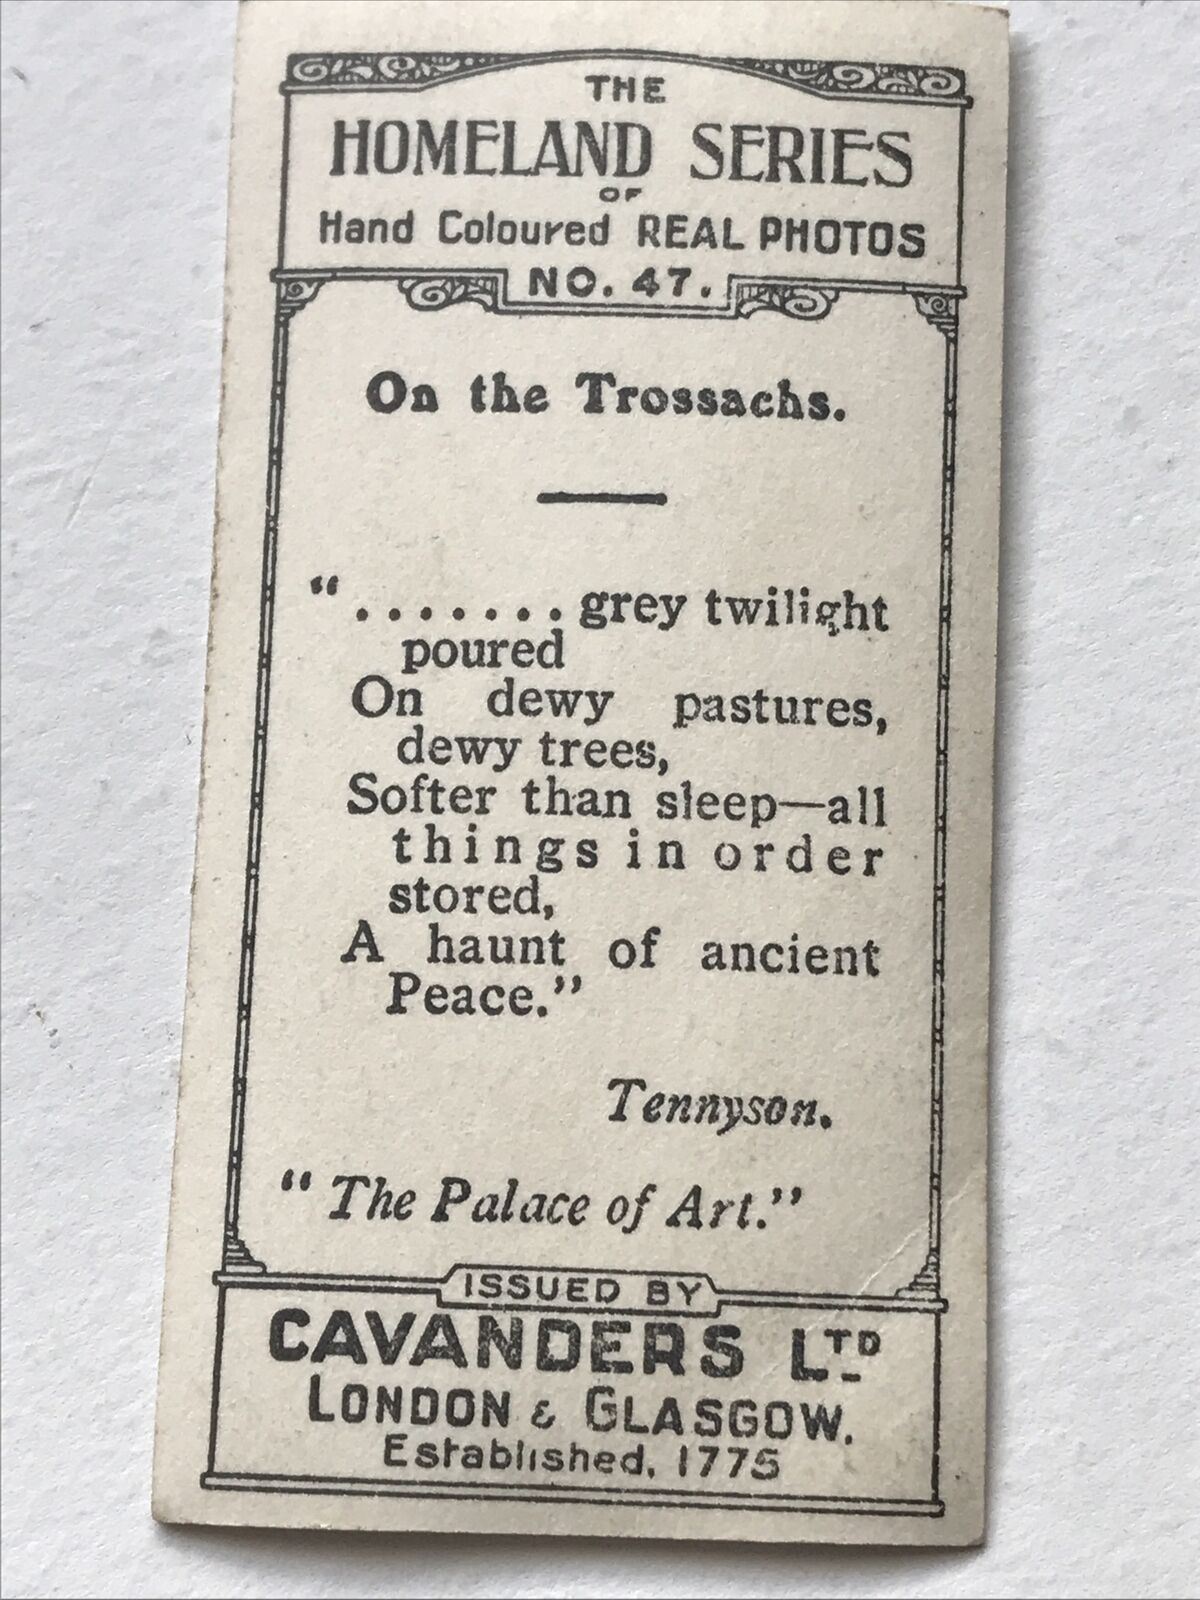 THE
HOMELAND SERIES
OF
Hand Coloured REAL PHOTOS
NO. 47.
On the Trossachs.
“.......grey twilight
poured
On dewy pastures,
dewy trees,
Softer than sleep—all
things in order
stored,
A haunt of ancient
Peace.”
Tennyson.
“The Palace of Art.”
ISSUED BY
CAVANDERS LTD
LONDON & GLASGOW.
Established, 1775